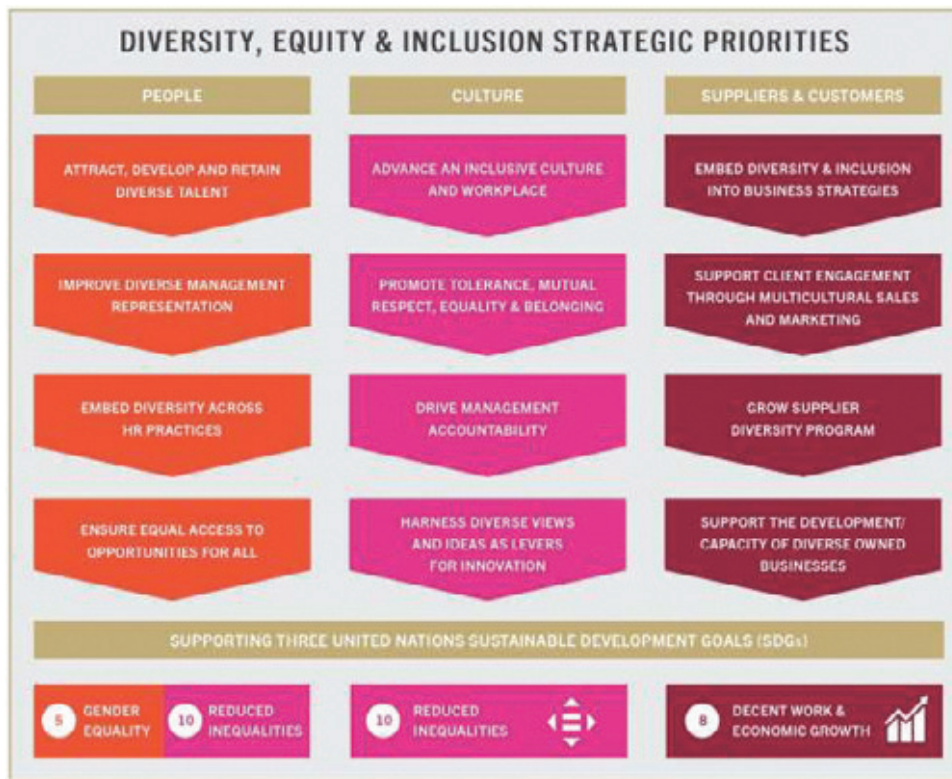 DIVERSITY, EQUITY & INCLUSION STRATEGIC PRIORITIES
PEOPLE
ATTRACT, DEVELOP AND RETAIN
DIVERSE TALENT
IMPROVE DIVERSE MANAGEMENT
REPRESENTATION
EMBED DIVERSITY ACROSS
HR PRACTICES
ENSURE EQUAL ACCESS TO
OPPORTUNITIES FOR ALL
CULTURE
ADVANCE AN INCLUSIVE CULTURE
AND WORKPLACE
PROMOTE TOLERANCE, MUTUAL
RESPECT, EQUALITY & BELONGING
DRIVE MANAGEMENT
ACCOUNTABILITY
HARNESS DIVERSE VIEWS
AND IDEAS AS LEVERS
FOR INNOVATION
SUPPLIERS & CUSTOMERS
EMBED DIVERSITY & INCLUSION
INTO BUSINESS STRATEGIES
SUPPORT CLIENT ENGAGEMENT
THROUGH MULTICULTURAL SALES
AND MARKETING
GROW SUPPLIER
DIVERSITY PROGRAM
SUPPORT THE DEVELOPMENT/
CAPACITY OF DIVERSE OWNED
BUSINESSES
SUPPORTING THREE UNITED NATIONS SUSTAINABLE DEVELOPMENT GOALS (SDGs)
5
GENDER
EQUALITY
10
REDUCED
INEQUALITIES
10
REDUCED
INEQUALITIES
8
DECENT WORK &
ECONOMIC GROWTH